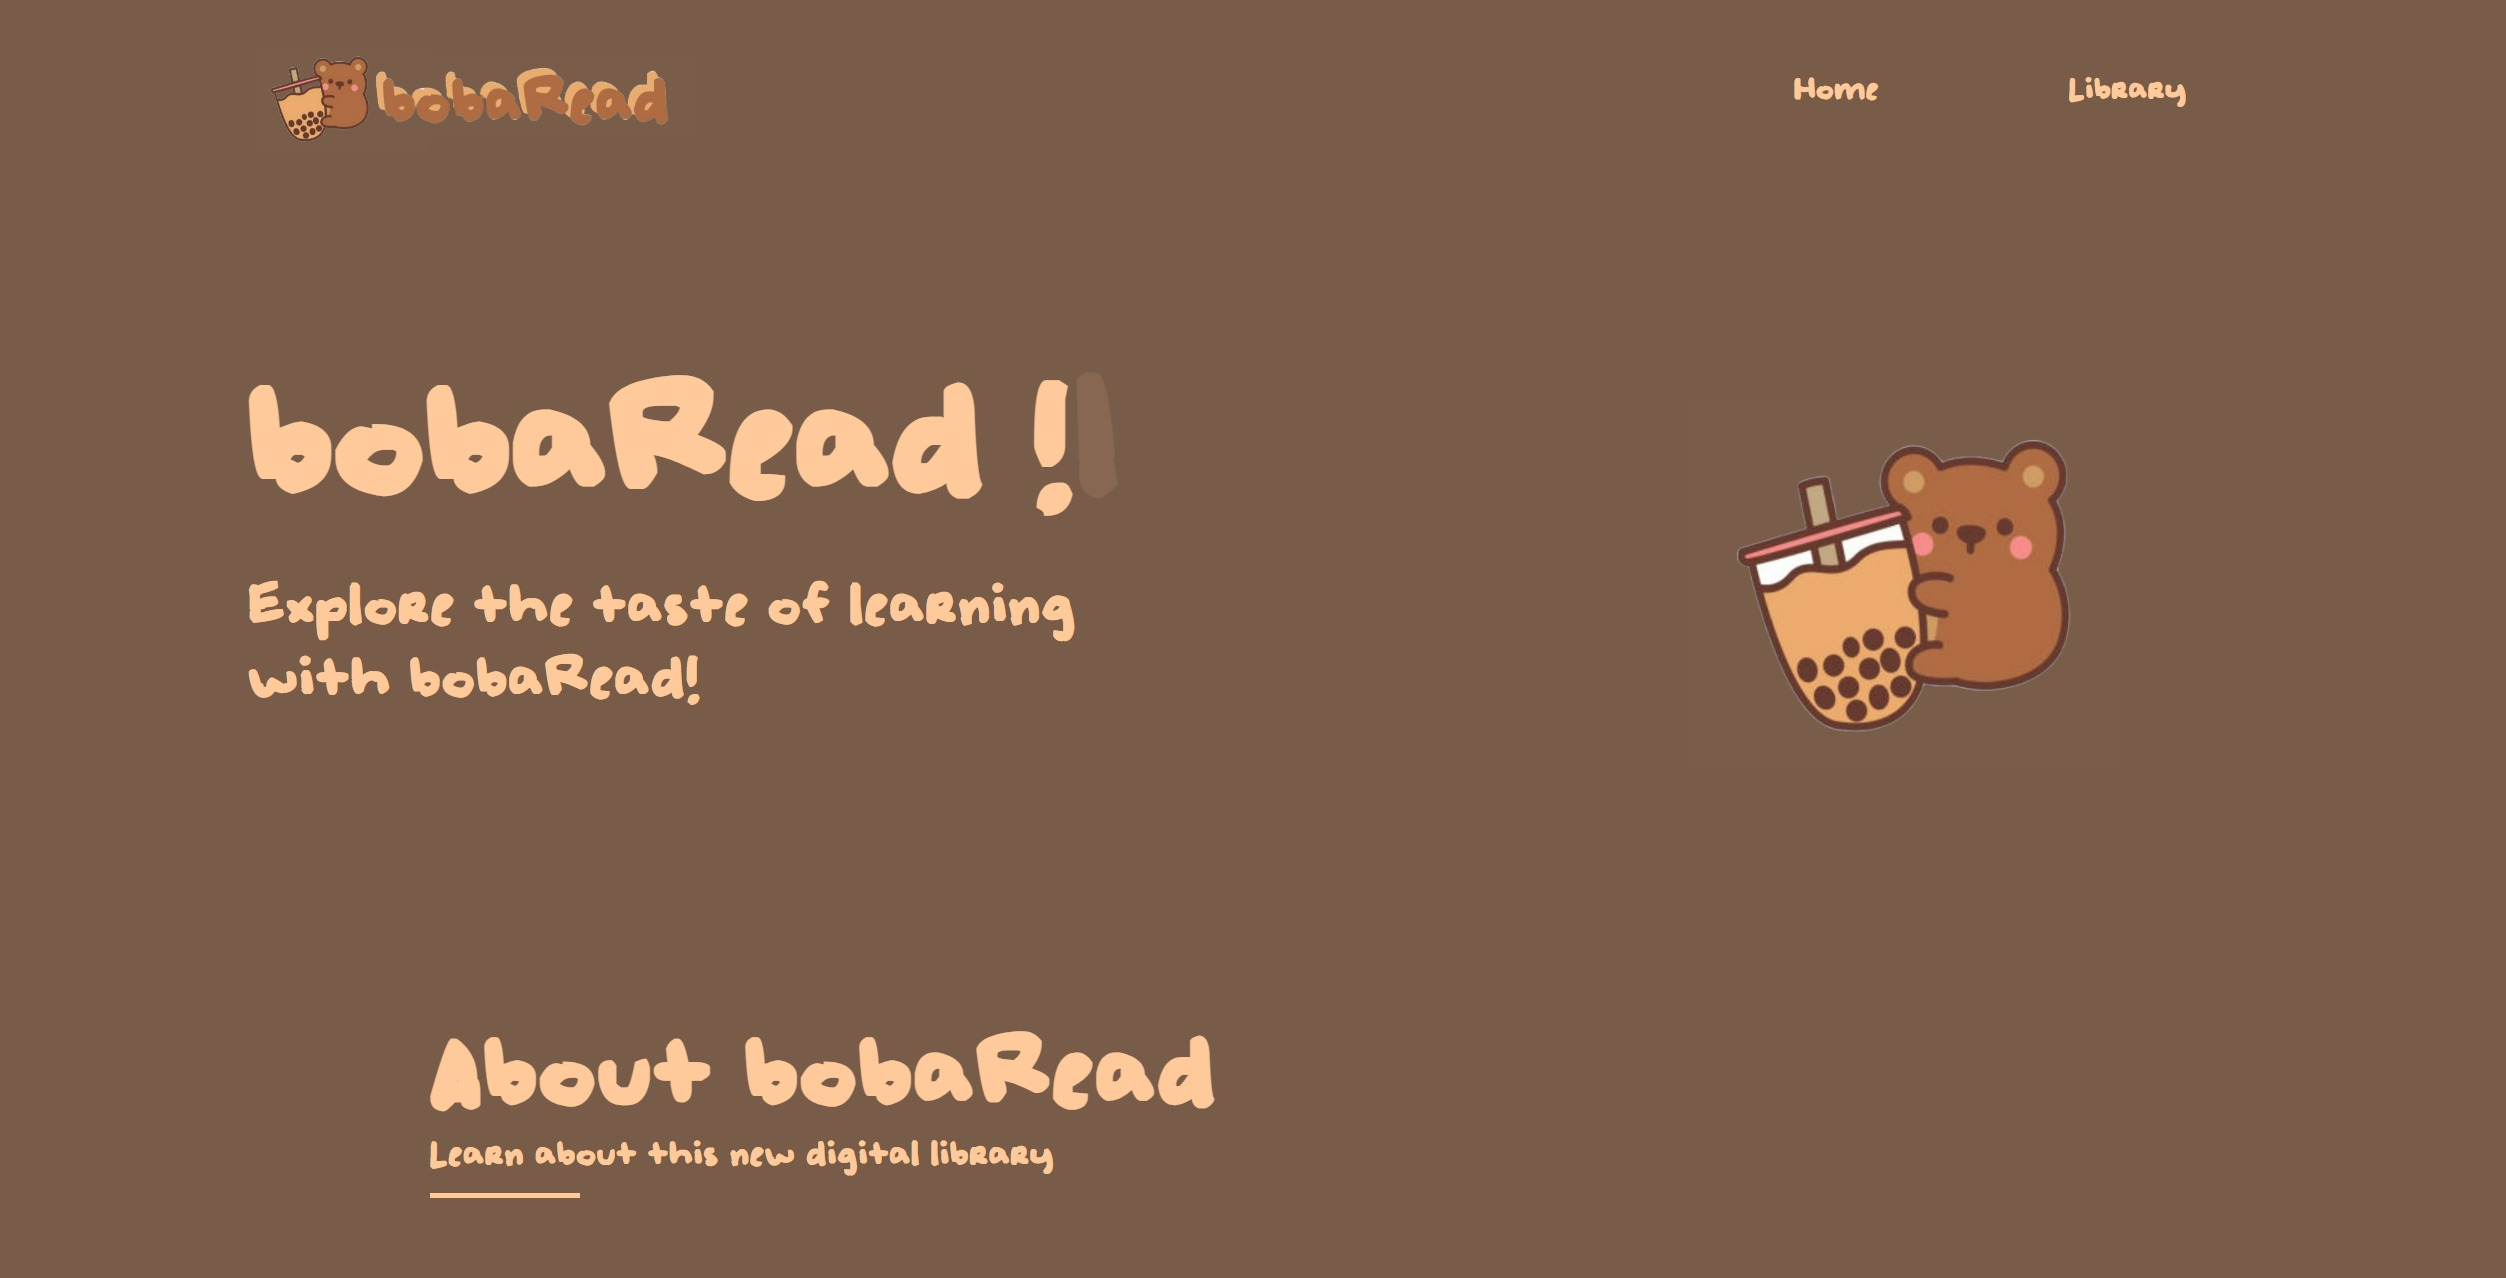 bobaRead
Home
Library
bobaRead !|
Explore the taste of learning
with bobaRead!
About bobaRead
Learn about this new digital library